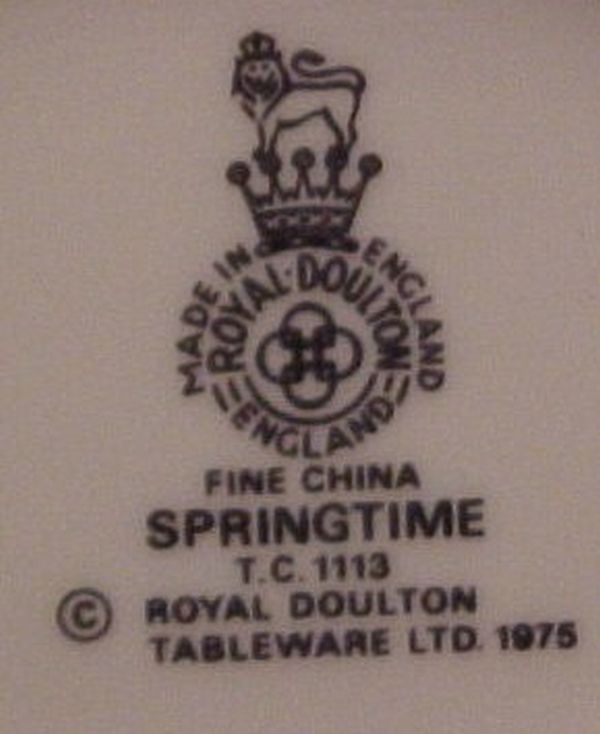 MADE IN ENGLAND
ROYAL·DOULTON
ENGLAND
FINE CHINA
SPRINGTIME
T.C. 1113
© ROYAL DOULTON
TABLEWARE LTD. 1975